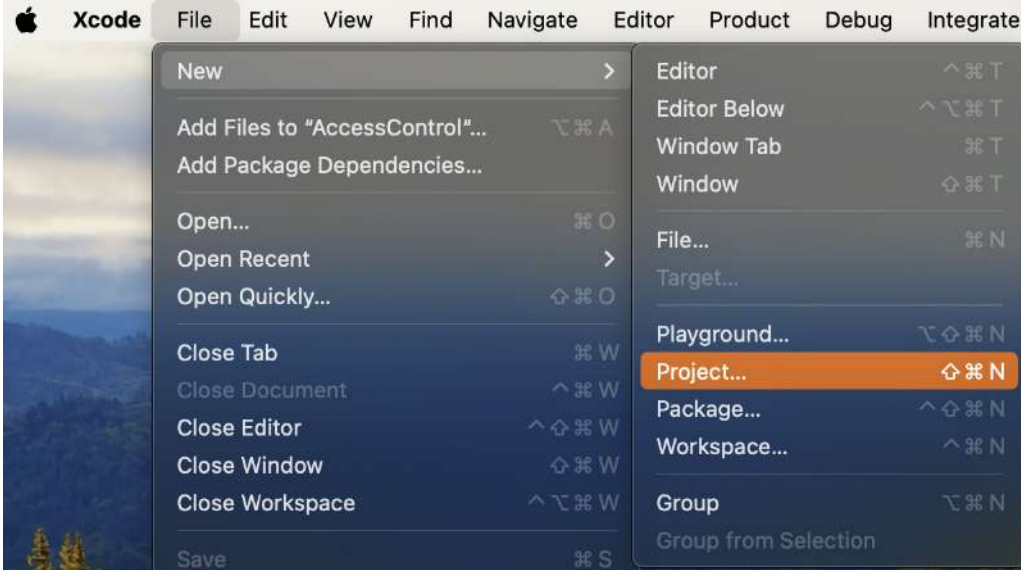 Xcode File Edit View Find Navigate Editor Product Debug Integrate
New >
Add Files to “AccessControl”... ⌥⌘A
Add Package Dependencies...
Open... ⌘O
Open Recent >
Open Quickly... ⇧⌘O
Close Tab ⌘W
Close Document ^⌘W
Close Editor ^⇧⌘W
Close Window ⇧⌘W
Close Workspace ^⌥⌘W
Save ⌘S
Editor ^⌘T
Editor Below ^⌥⌘T
Window Tab ⌘T
Window ⇧⌘T
File... ⌘N
Target...
Playground... ⌥⇧⌘N
Project... ⇧⌘N
Package... ^⇧⌘N
Workspace... ^⌘N
Group ⌥⌘N
Group from Selection